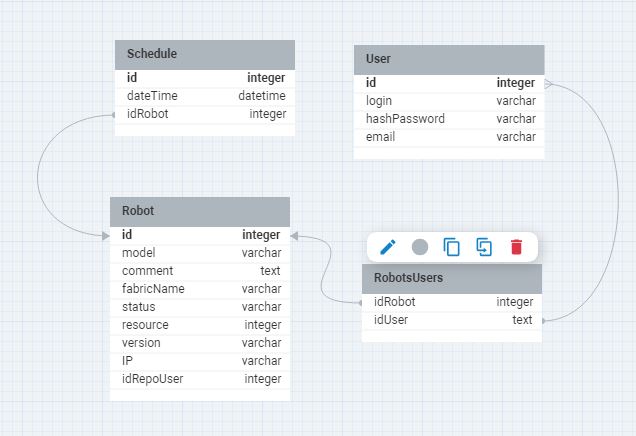 Schedule
id integer
dateTime datetime
idRobot integer
User
id integer
login varchar
hashPassword varchar
email varchar
Robot
id integer
model varchar
comment text
fabricName varchar
status varchar
resource integer
version varchar
IP varchar
idRepoUser integer
RobotsUsers
idRobot integer
idUser text